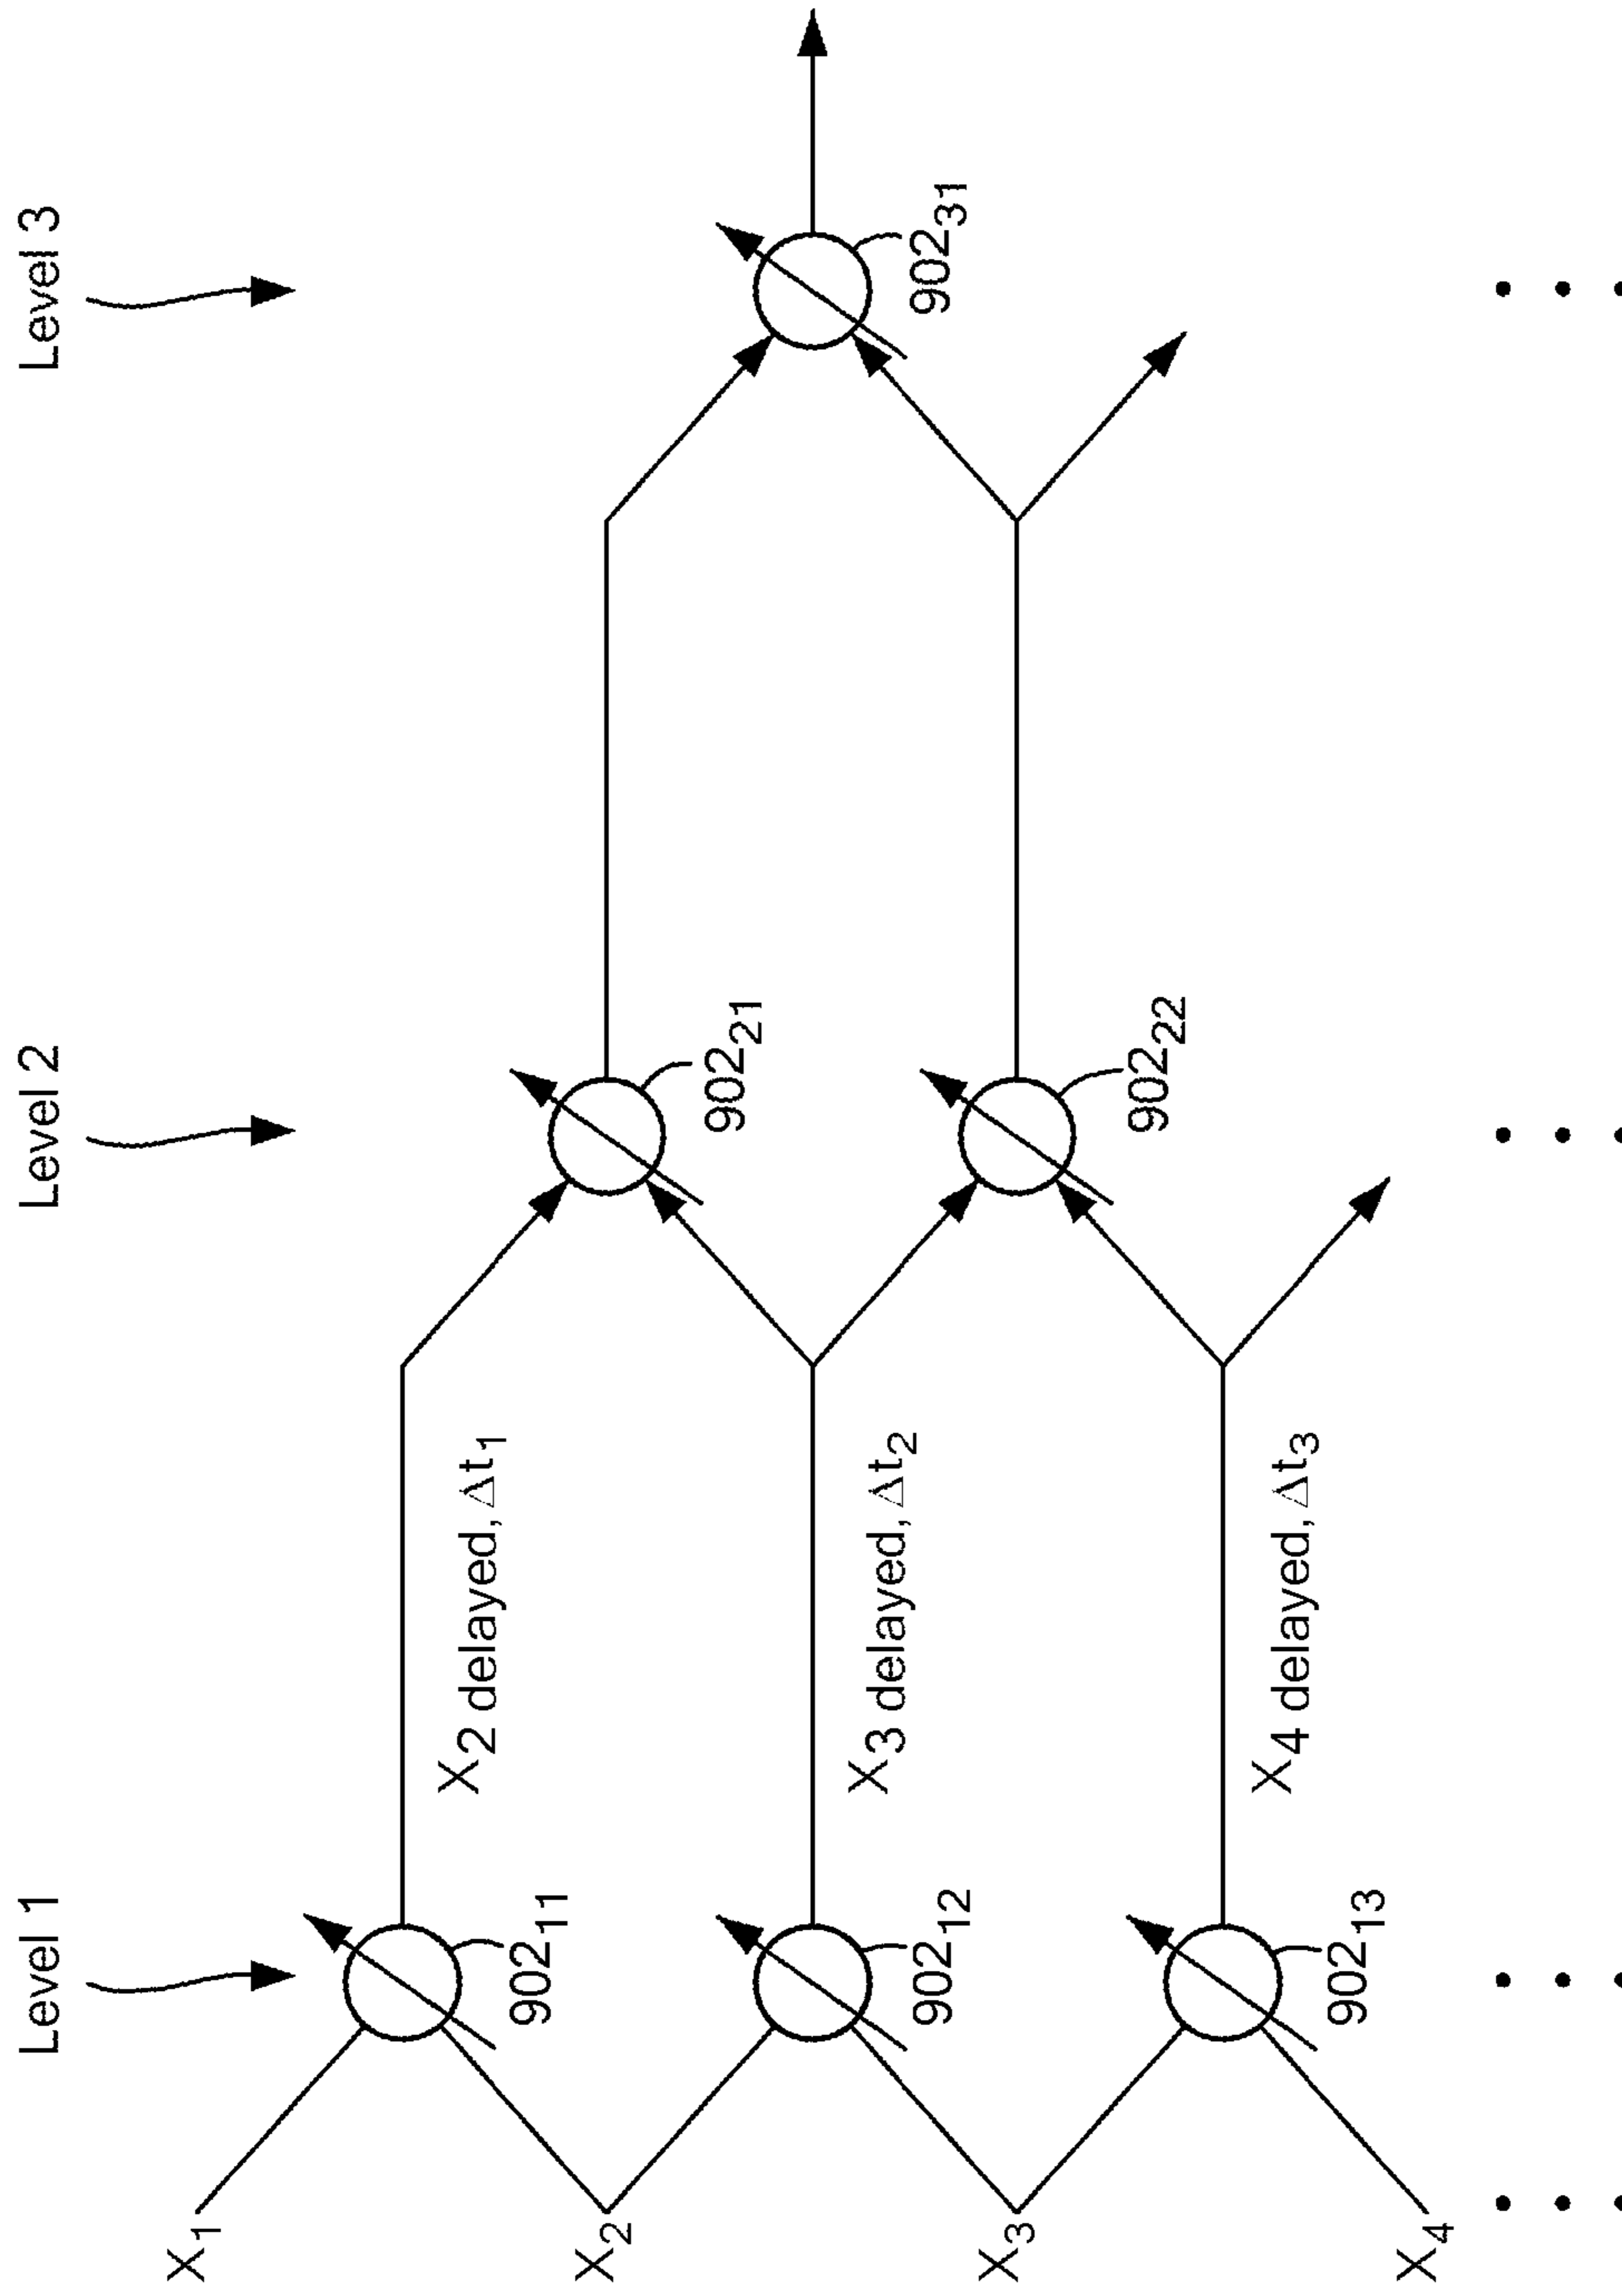 Level 1
Level 2
Level 3
X1
X2
X3
X4
90211
90212
90213
X2 delayed, Δt1
X3 delayed, Δt2
X4 delayed, Δt3
90221
90222
90231